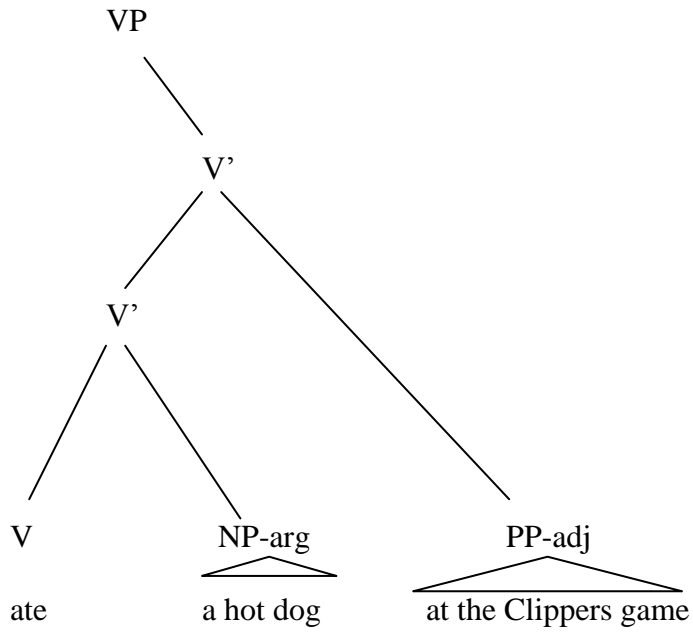 VP
V’
V’
V NP-arg PP-adj
ate a hot dog at the Clippers game